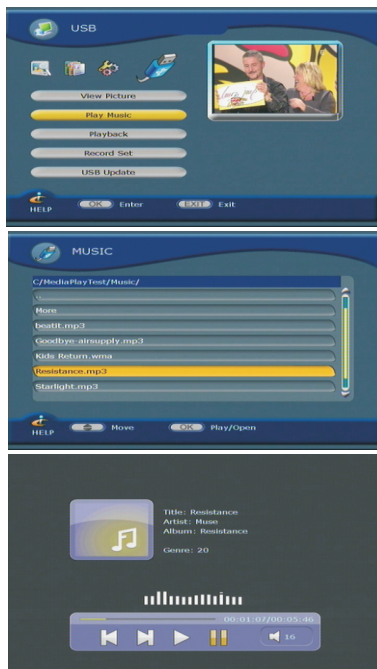 USB
View Picture
Play Music
Playback
Record Set
USB Update
HELP OK Enter EXIT Exit
MUSIC
C/MediaPlayTest/Music/
..
More
beatit.mp3
Goodbye-airsupply.mp3
Kids Return.wma
Resistance.mp3
Starlight.mp3
HELP Move OK Play/Open
Title: Resistance
Artist: Muse
Album: Resistance
Genre: 20
00:01:07/00:05:46
16